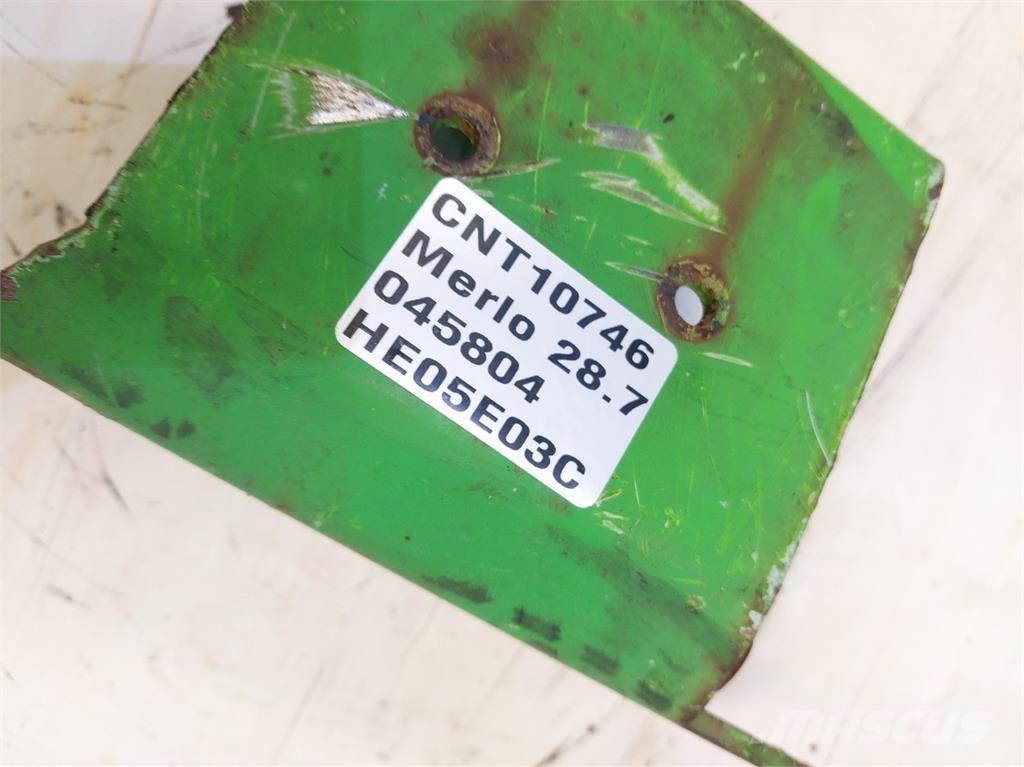 CNT10746
Merlo 28.7
045804
HE05E03C
MASCUS